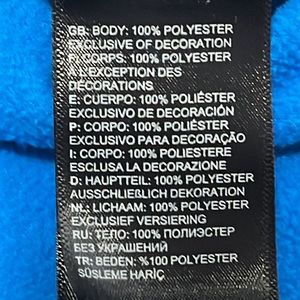 GB: BODY: 100% POLYESTER
EXCLUSIVE OF DECORATION
F: CORPS: 100% POLYESTER
À L'EXCEPTION DES
DÉCORATIONS
E: CUERPO: 100% POLIÉSTER
EXCLUSIVO DE DECORACIÓN
P: CORPO: 100% POLIÉSTER
EXCLUSIVO PARA DECORAÇÃO
I: CORPO: 100% POLIESTERE
ESCLUSA LA DECORAZIONE
D: HAUPTTEIL: 100% POLYESTER
AUSSCHLIEßLICH DEKORATION
NL: LICHAAM: 100% POLYESTER
EXCLUSIEF VERSIERING
RU: ТЕЛО: 100% ПОЛИЭСТЕР
БЕЗ УКРАШЕНИЙ
TR: BEDEN: %100 POLYESTER
SÜSLEME HARİÇ